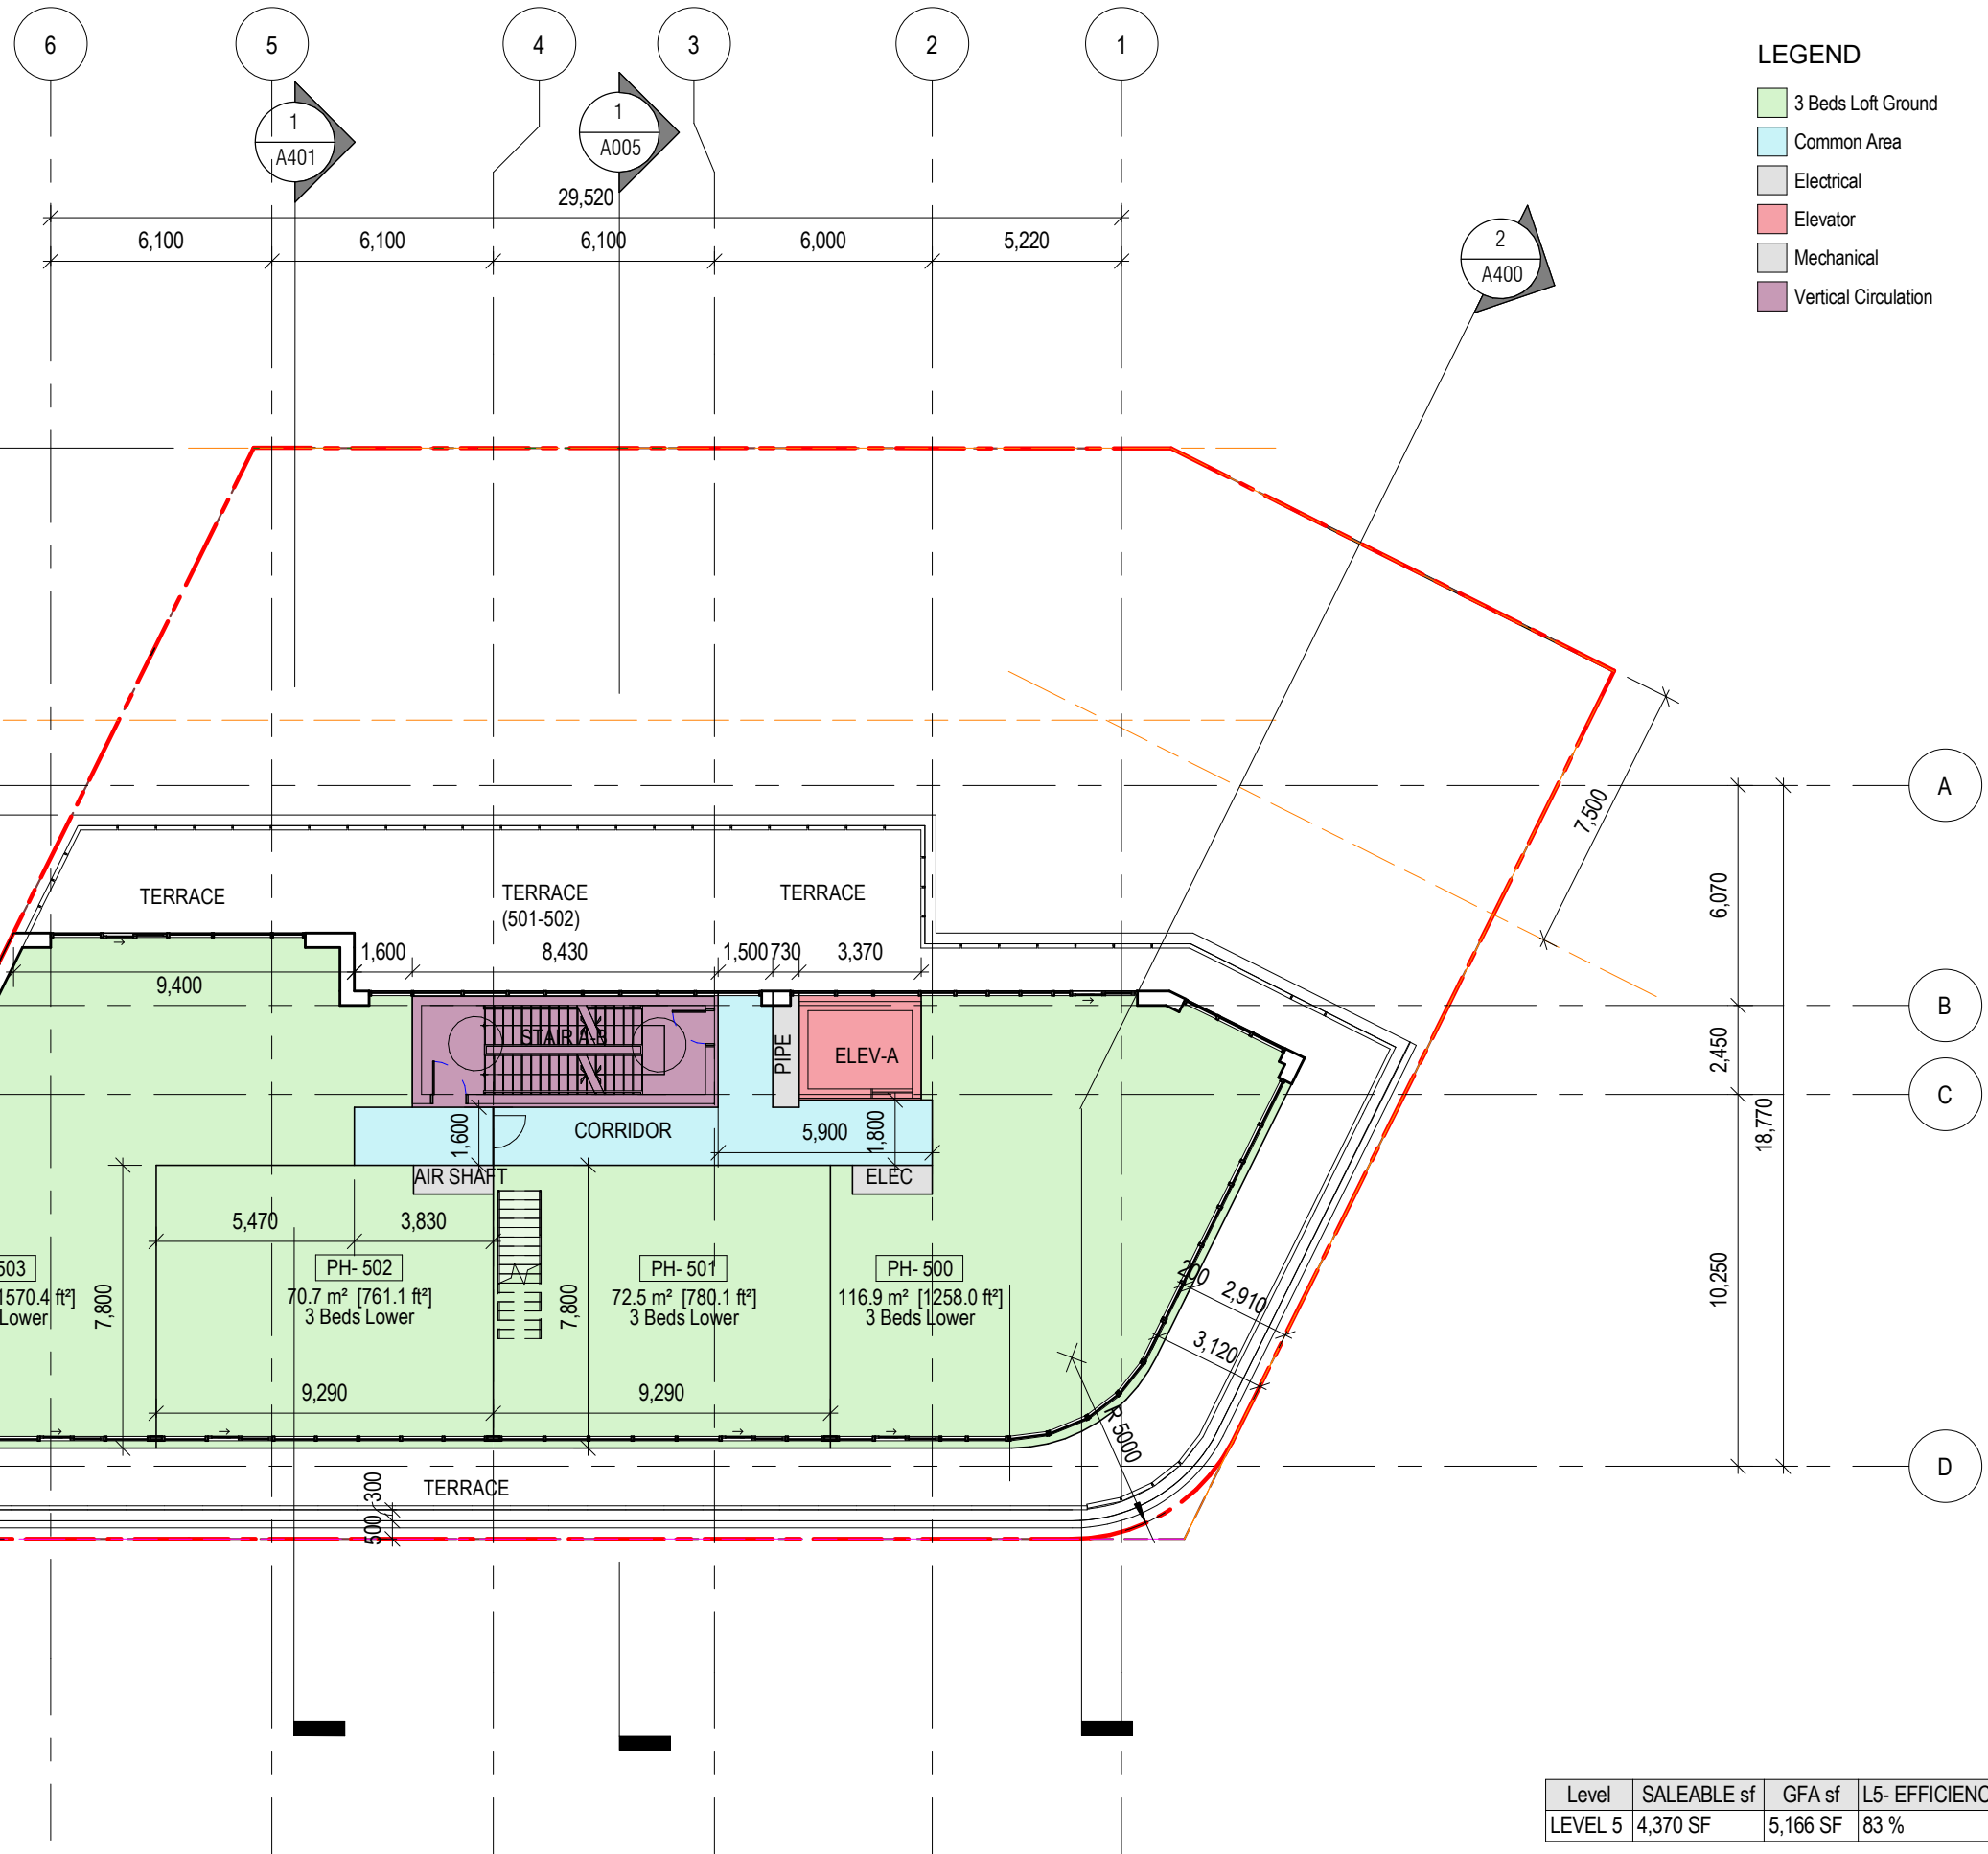 6
5
4
3
2
1
LEGEND
3 Beds Loft Ground
Common Area
Electrical
Elevator
Mechanical
Vertical Circulation
1
A401
1
A005
2
A400
29,520
6,100
6,100
6,100
6,000
5,220
7,500
A
6,070
B
2,450
C
18,770
10,250
D
TERRACE
TERRACE
(501-502)
TERRACE
1,600
8,430
1,500
730
3,370
9,400
STAIR A-B
PIPE
ELEV-A
1,600
CORRIDOR
5,900
1,800
AIR SHAFT
ELEC
5,470
3,830
7,800
7,800
503
1570.4 ft²]
Lower
PH- 502
70.7 m² [761.1 ft²]
3 Beds Lower
PH- 501
72.5 m² [780.1 ft²]
3 Beds Lower
PH- 500
116.9 m² [1258.0 ft²]
3 Beds Lower
200
2,910
3,120
R 5000
9,290
9,290
TERRACE
300
500
Level SALEABLE sf GFA sf L5- EFFICIENC
LEVEL 5 4,370 SF 5,166 SF 83 %